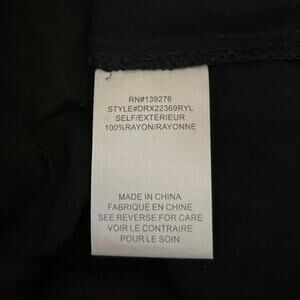 RN#139276
STYLE#DRX22369RYL
SELF/EXTÉRIEUR
100%RAYON/RAYONNE
MADE IN CHINA
FABRIQUÉ EN CHINE
SEE REVERSE FOR CARE
VOIR LE CONTRAIRE
POUR LE SOIN